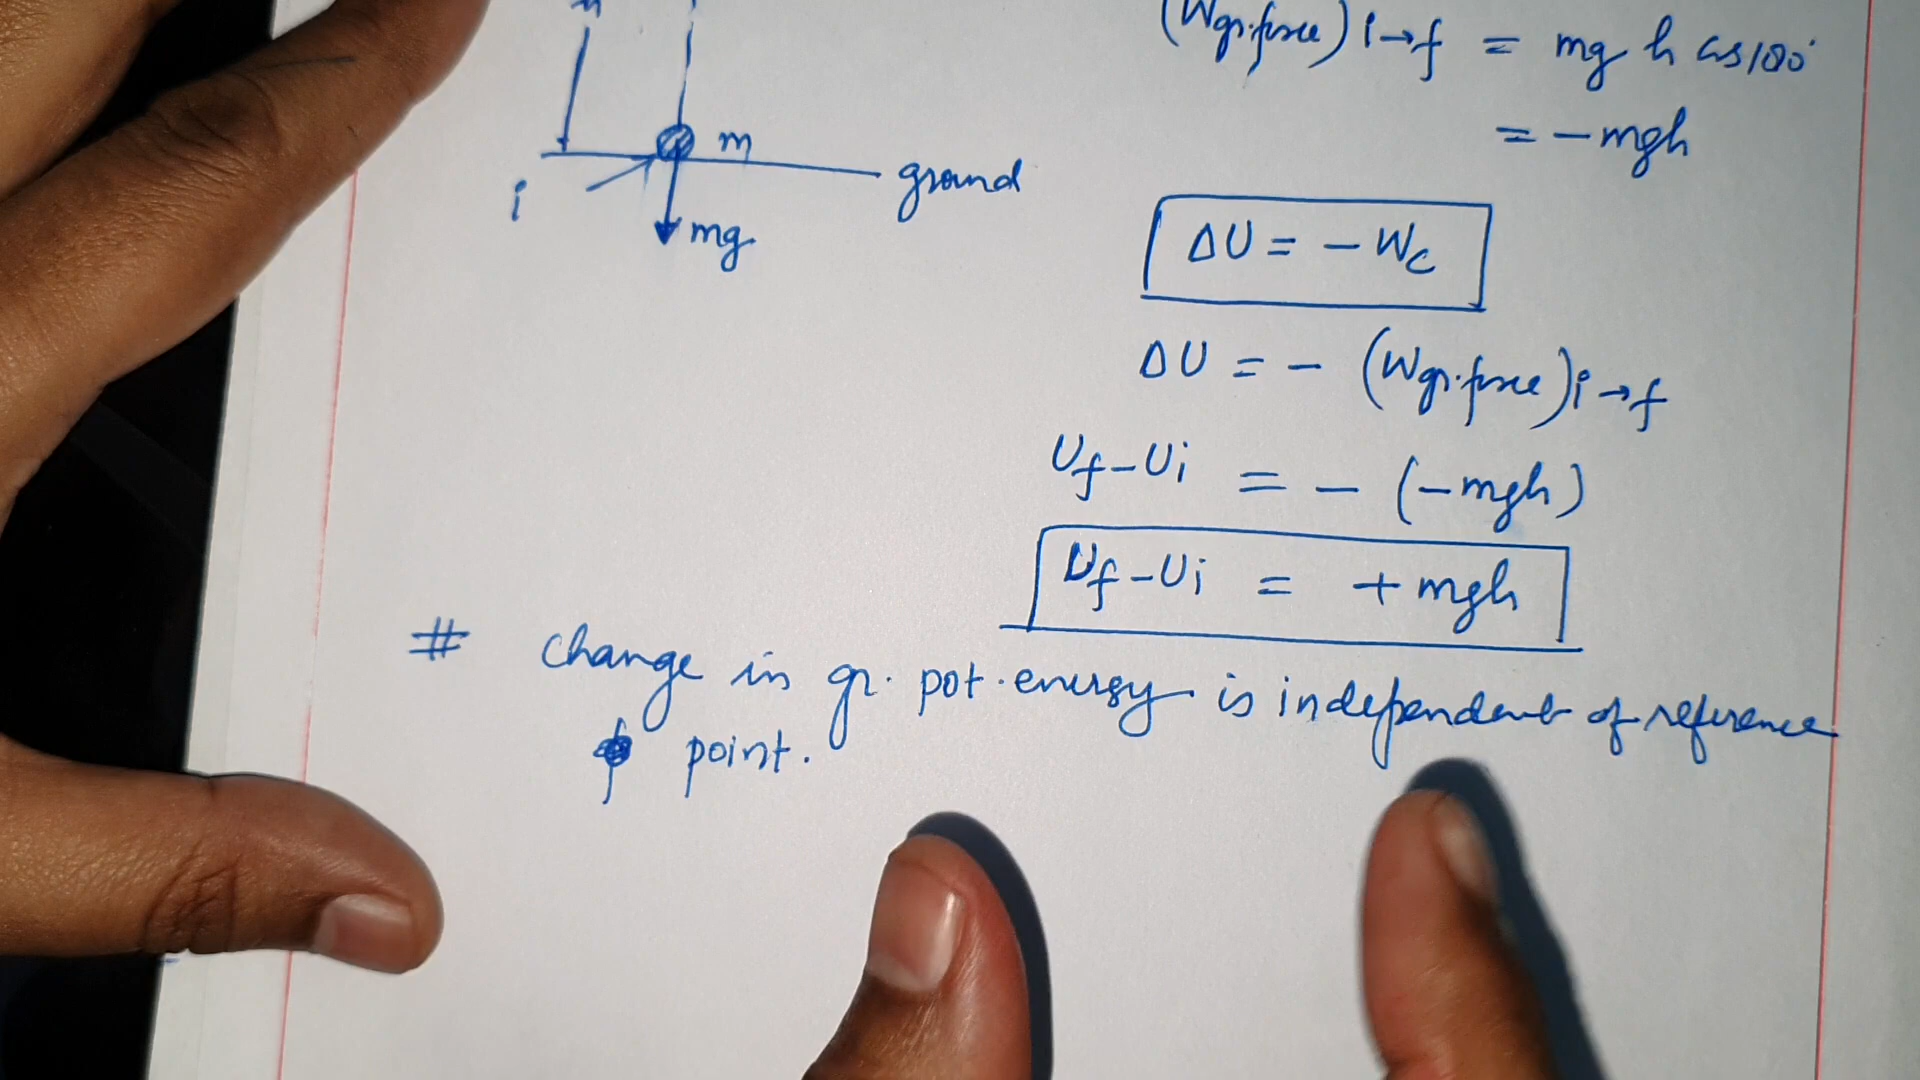 (Wgr.force) i→f = mg h cos180°
= -mgh
m
ground
i
mg
ΔU = - Wc
ΔU = - (Wgr.force)i→f
Uf - Ui = - (-mgh)
Uf - Ui = + mgh
# change in gr. pot. energy is independent of reference
point.